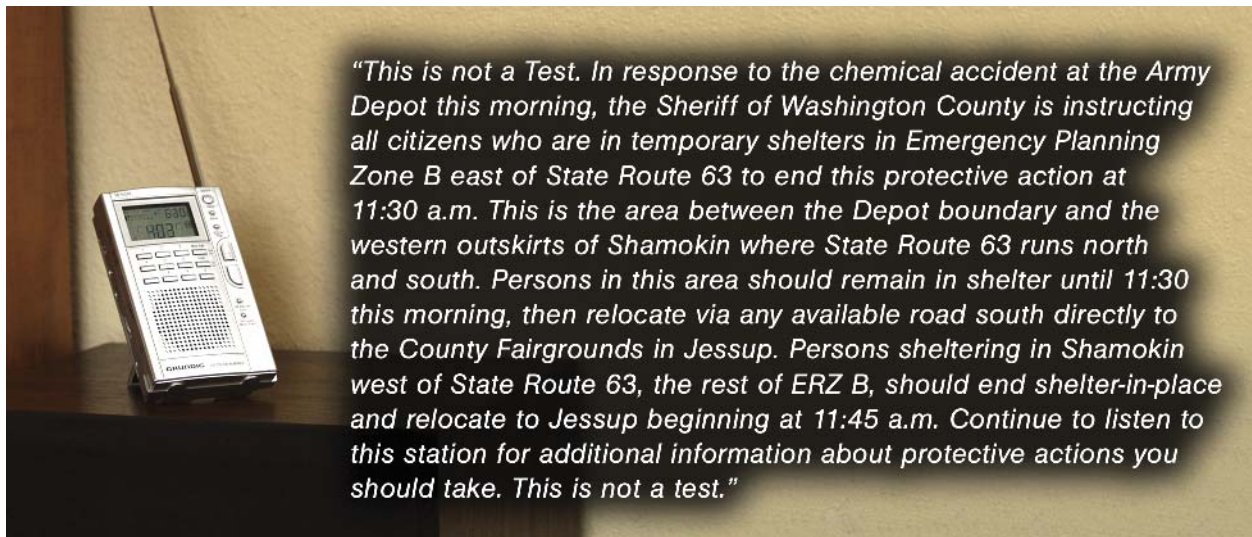 “This is not a Test. In response to the chemical accident at the Army
Depot this morning, the Sheriff of Washington County is instructing
all citizens who are in temporary shelters in Emergency Planning
Zone B east of State Route 63 to end this protective action at
11:30 a.m. This is the area between the Depot boundary and the
western outskirts of Shamokin where State Route 63 runs north
and south. Persons in this area should remain in shelter until 11:30
this morning, then relocate via any available road south directly to
the County Fairgrounds in Jessup. Persons sheltering in Shamokin
west of State Route 63, the rest of ERZ B, should end shelter-in-place
and relocate to Jessup beginning at 11:45 a.m. Continue to listen to
this station for additional information about protective actions you
should take. This is not a test.”
GRUNDIG